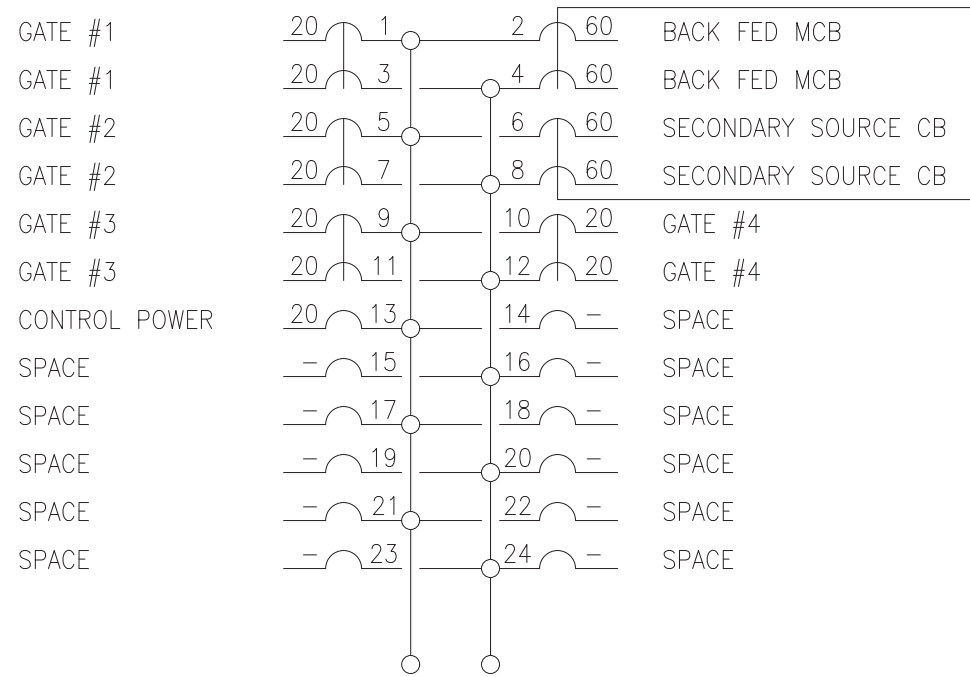 GATE #1 20 1 2 60 BACK FED MCB
GATE #1 20 3 4 60 BACK FED MCB
GATE #2 20 5 6 60 SECONDARY SOURCE CB
GATE #2 20 7 8 60 SECONDARY SOURCE CB
GATE #3 20 9 10 20 GATE #4
GATE #3 20 11 12 20 GATE #4
CONTROL POWER 20 13 14 - SPACE
SPACE - 15 16 - SPACE
SPACE - 17 18 - SPACE
SPACE - 19 20 - SPACE
SPACE - 21 22 - SPACE
SPACE - 23 24 - SPACE